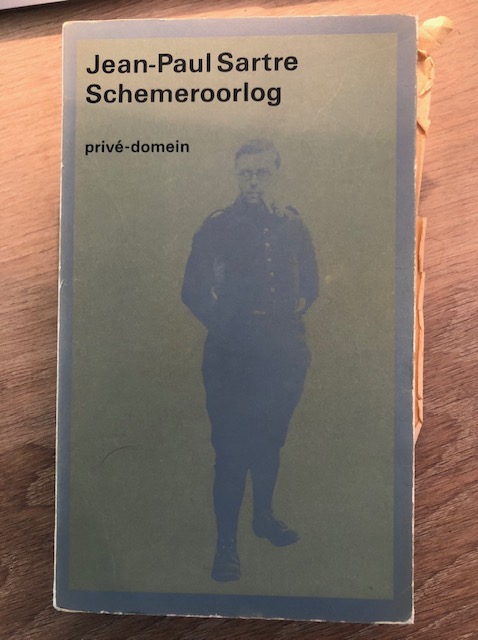 Jean-Paul Sartre
Schemeroorlog
privé-domein